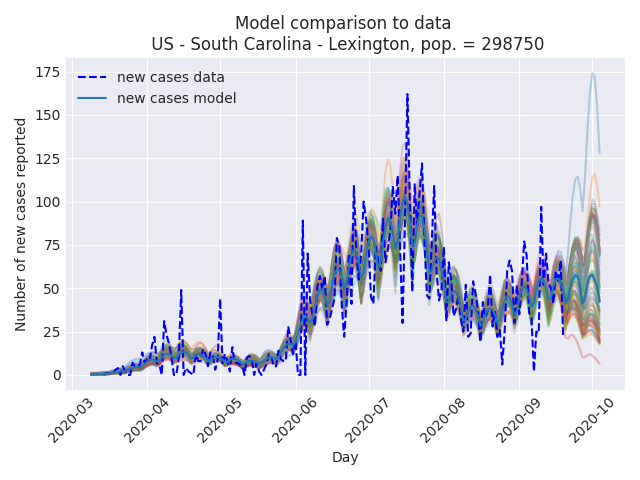 Model comparison to data
US - South Carolina - Lexington, pop. = 298750
new cases data
new cases model
Number of new cases reported
175
150
125
100
75
50
25
0
2020-03
2020-04
2020-05
2020-06
2020-07
2020-08
2020-09
2020-10
Day